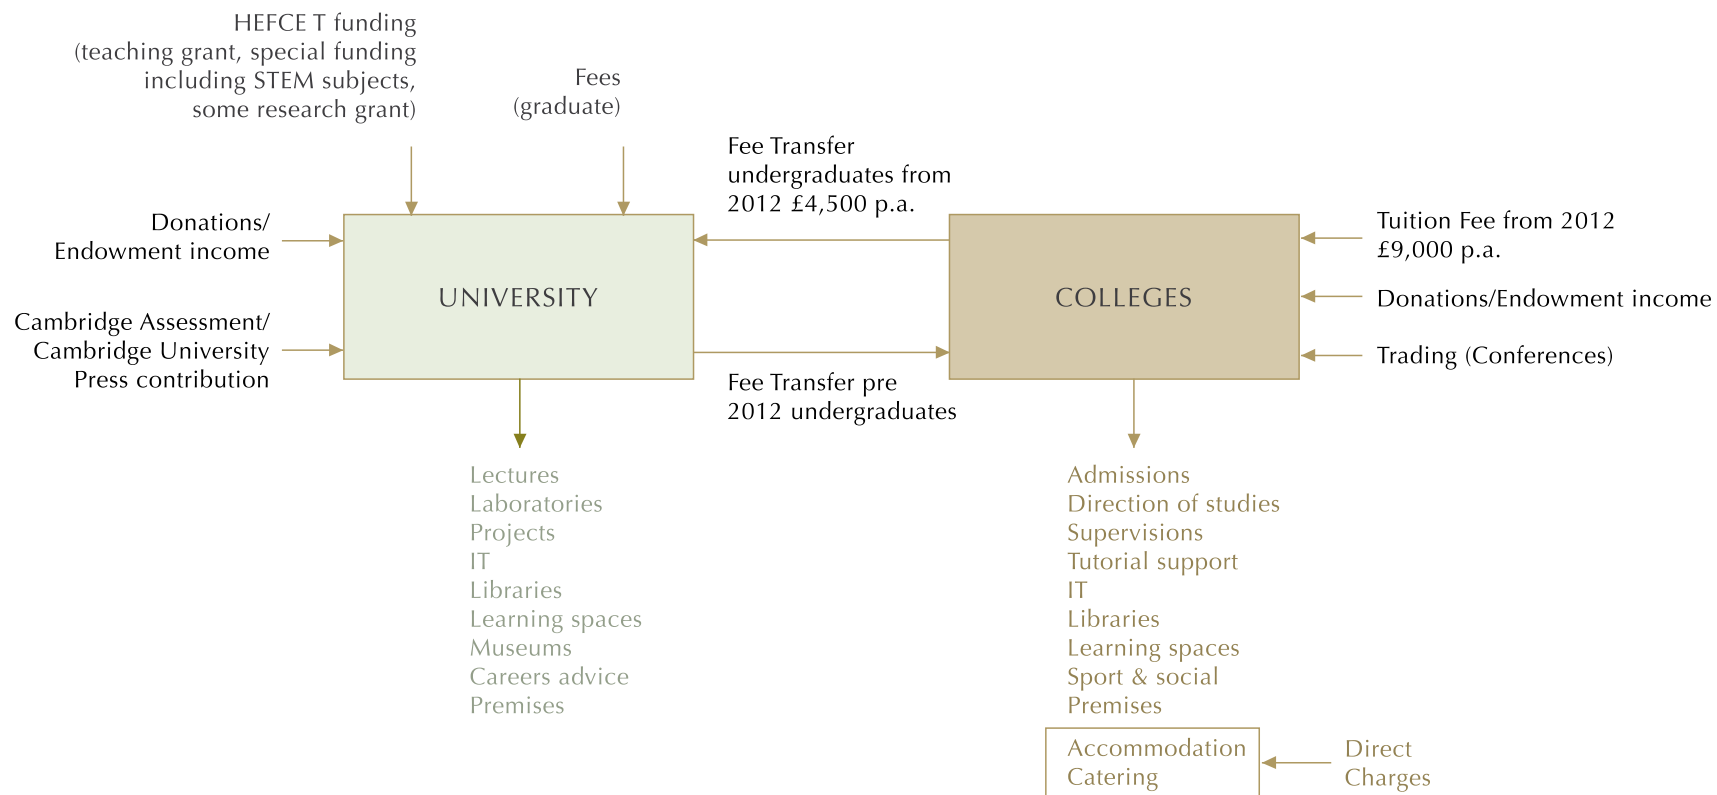 HEFCE T funding
(teaching grant, special funding
including STEM subjects,
some research grant)
Fees
(graduate)
Donations/
Endowment income
Cambridge Assessment/
Cambridge University
Press contribution
UNIVERSITY
Fee Transfer
undergraduates from
2012 £4,500 p.a.
Fee Transfer pre
2012 undergraduates
COLLEGES
Tuition Fee from 2012
£9,000 p.a.
Donations/Endowment income
Trading (Conferences)
Lectures
Laboratories
Projects
IT
Libraries
Learning spaces
Museums
Careers advice
Premises
Admissions
Direction of studies
Supervisions
Tutorial support
IT
Libraries
Learning spaces
Sport & social
Premises
Accommodation
Catering
Direct
Charges